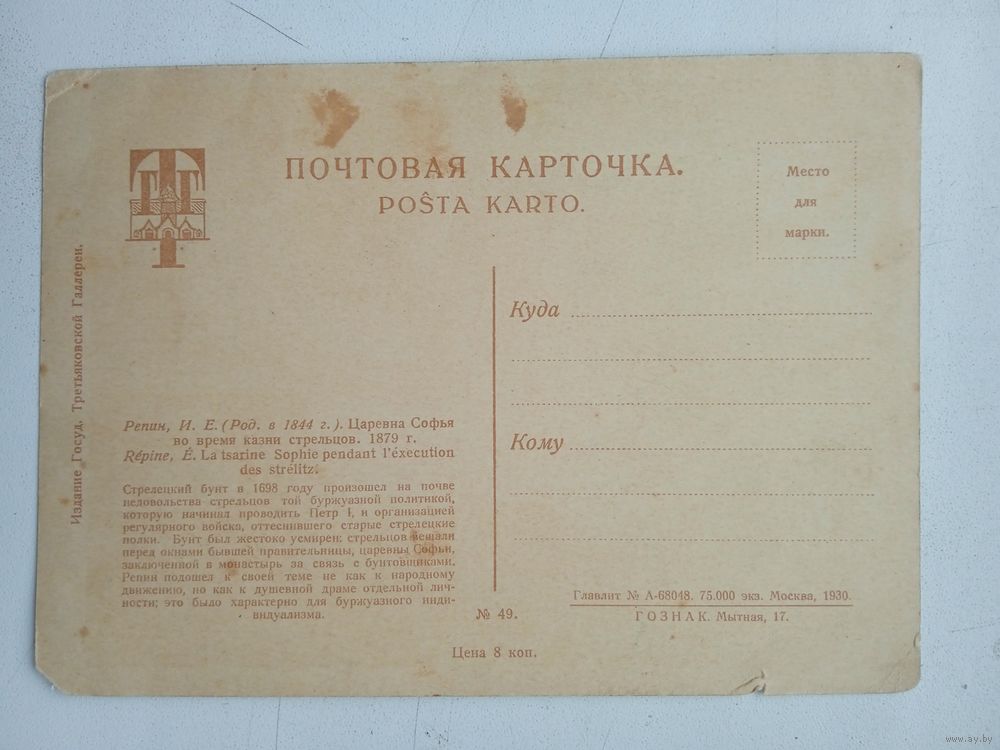 ПОЧТОВАЯ КАРТОЧКА.
POŜTA KARTO.
Место
для
марки.
Издание Госуд. Третьяковской Галлереи.
Куда
Кому
Репин, И. Е. (Род. в 1844 г.). Царевна Софья
во время казни стрельцов. 1879 г.
Répine, É. La tsarine Sophie pendant l'éxecution
des strélitz.
Стрелецкий бунт в 1698 году произошел на почве
недовольства стрельцов той буржуазной политикой,
которую начинал проводить Петр I, и организацией
регулярного войска, оттеснившего старые стрелецкие
полки. Бунт был жестоко усмирен: стрельцов вешали
перед окнами бывшей правительницы, царевны Софьи,
заключенной в монастырь за связь с бунтовщиками.
Репин подошел к своей теме не как к народному
движению, но как к душевной драме отдельной лич-
ности; это было характерно для буржуазного инди-
видуализма.
№ 49.
Цена 8 коп.
Главлит № А-68048. 75.000 экз. Москва, 1930.
ГОЗНАК. Мытная, 17.
www.ay.by